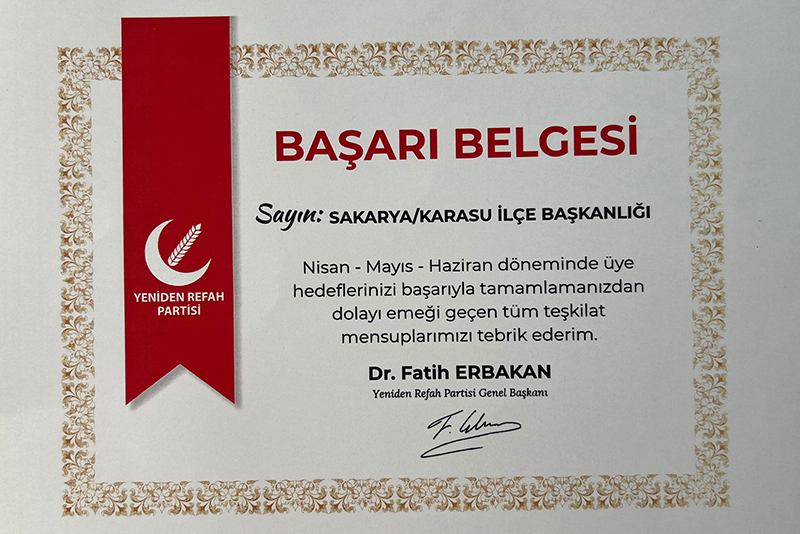 BAŞARI BELGESİ
Sayın: SAKARYA/KARASU İLÇE BAŞKANLIĞI
YENİDEN REFAH
PARTİSİ
Nisan - Mayıs - Haziran döneminde üye
hedeflerinizi başarıyla tamamlamanızdan
dolayı emeği geçen tüm teşkilat
mensuplarımızı tebrik ederim.
Dr. Fatih ERBAKAN
Yeniden Refah Partisi Genel Başkanı